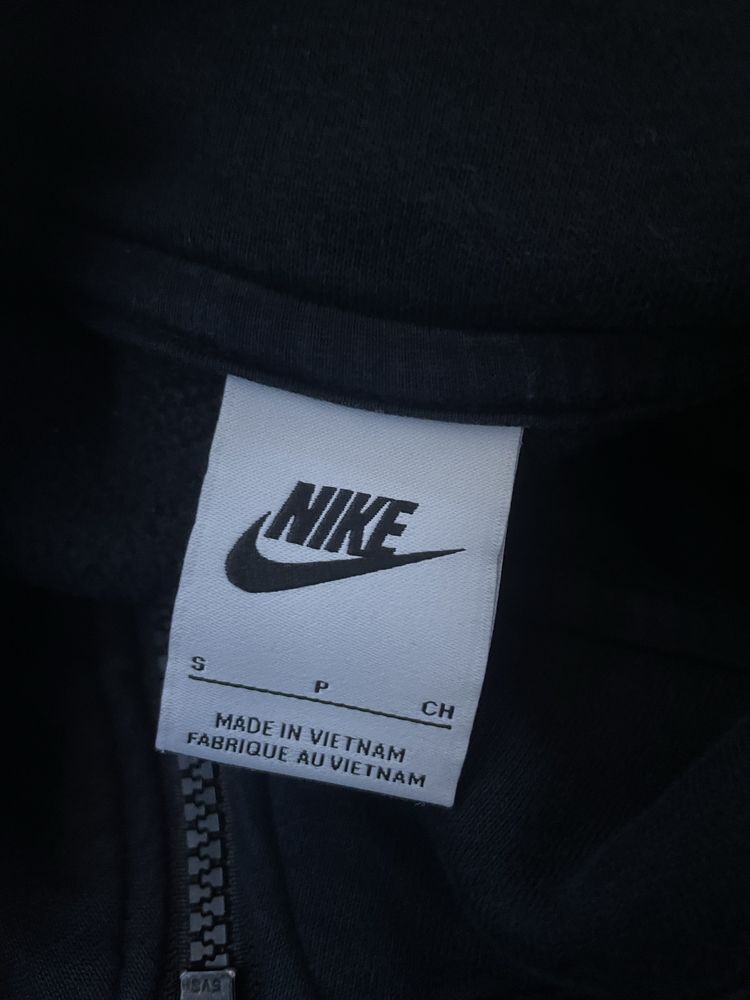 NIKE
S P CH
MADE IN VIETNAM
FABRIQUE AU VIETNAM